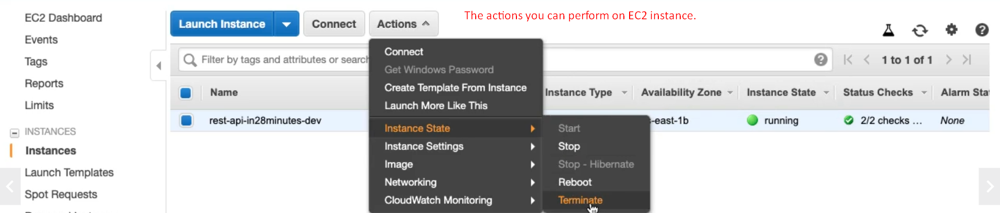 EC2 Dashboard
Events
Tags
Reports
Limits
INSTANCES
Instances
Launch Templates
Spot Requests
Launch Instance
Connect
Actions
The actions you can perform on EC2 instance.
Filter by tags and attributes or search
1 to 1 of 1
Name
Instance Type
Availability Zone
Instance State
Status Checks
Alarm Sta
rest-api-in28minutes-dev
-east-1b
running
2/2 checks ...
None
Connect
Get Windows Password
Create Template From Instance
Launch More Like This
Instance State
Instance Settings
Image
Networking
CloudWatch Monitoring
Start
Stop
Stop - Hibernate
Reboot
Terminate